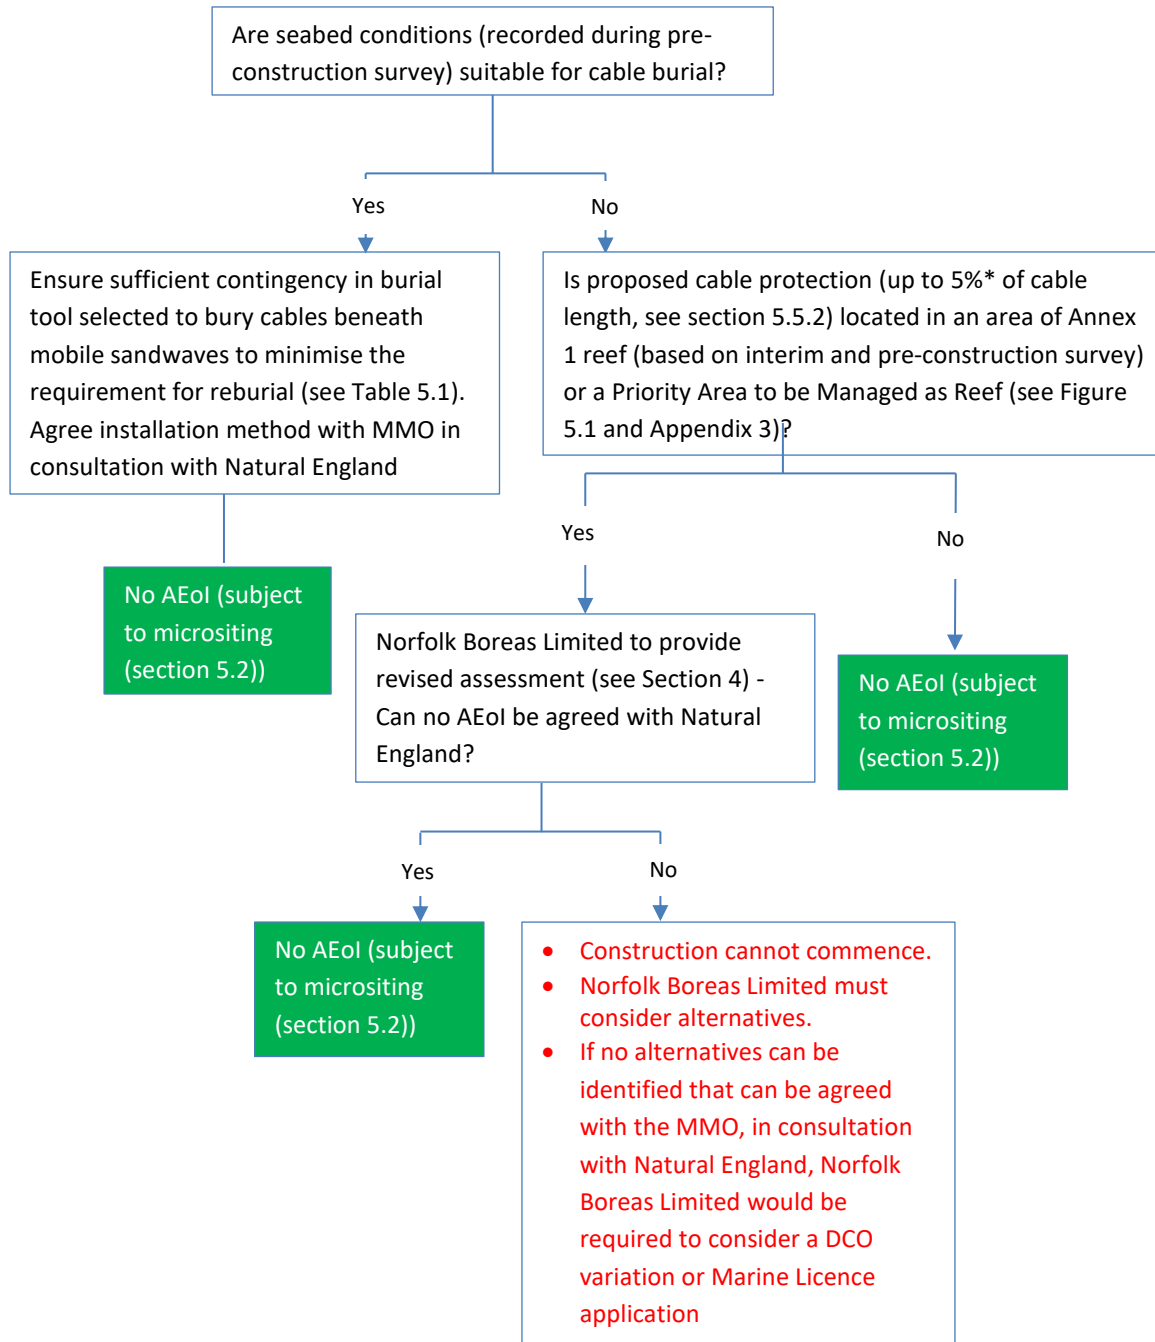 Are seabed conditions (recorded during pre-
construction survey) suitable for cable burial?
Yes
No
Ensure sufficient contingency in burial
tool selected to bury cables beneath
mobile sandwaves to minimise the
requirement for reburial (see Table 5.1).
Agree installation method with MMO in
consultation with Natural England
Is proposed cable protection (up to 5%* of cable
length, see section 5.5.2) located in an area of Annex
1 reef (based on interim and pre-construction survey)
or a Priority Area to be Managed as Reef (see Figure
5.1 and Appendix 3)?
Yes
No
No AEoI (subject
to micrositing
(section 5.2))
Norfolk Boreas Limited to provide
revised assessment (see Section 4) -
Can no AEoI be agreed with Natural
England?
No AEoI (subject
to micrositing
(section 5.2))
Yes
No
No AEoI (subject
to micrositing
(section 5.2))
• Construction cannot commence.
• Norfolk Boreas Limited must
consider alternatives.
• If no alternatives can be
identified that can be agreed
with the MMO, in consultation
with Natural England, Norfolk
Boreas Limited would be
required to consider a DCO
variation or Marine Licence
application